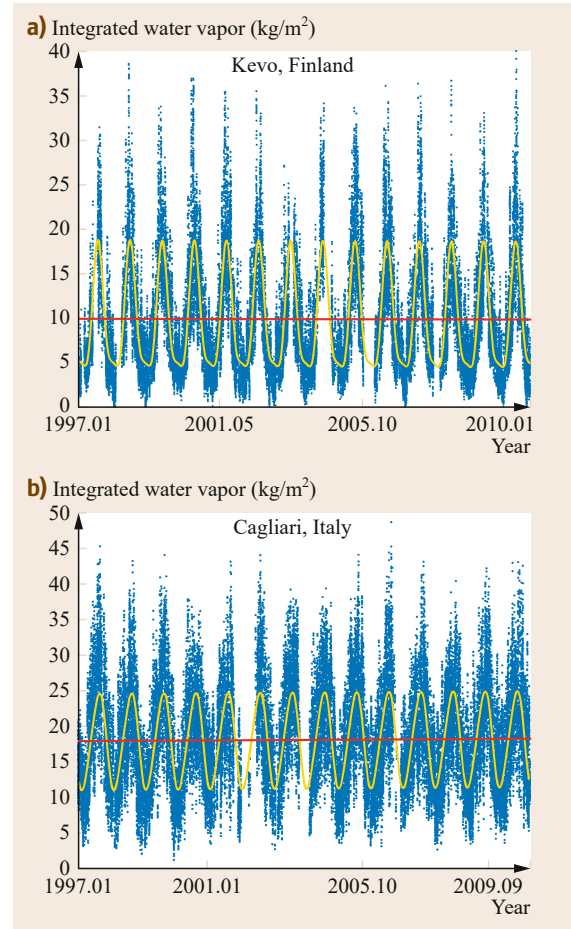 a) Integrated water vapor (kg/m²)
Kevo, Finland
40
35
30
25
20
15
10
5
0
1997.01 2001.05 2005.10 2010.01
Year
b) Integrated water vapor (kg/m²)
Cagliari, Italy
50
45
40
35
30
25
20
15
10
5
0
1997.01 2001.01 2005.10 2009.09
Year